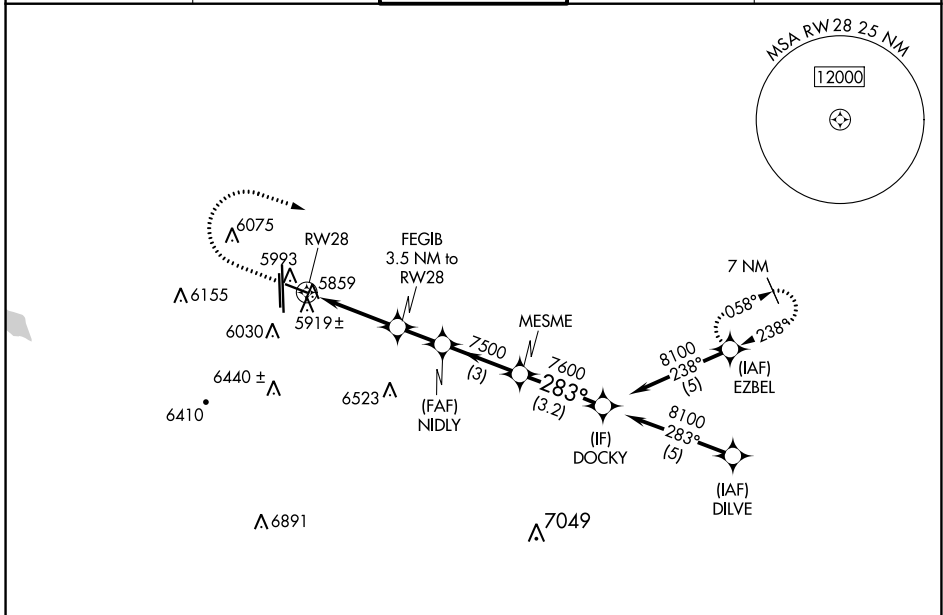 MSA RW 28 25 NM
12000
6075
RW28
FEGIB
3.5 NM to
RW28
5993
5859
6155
5919 ±
6030
7 NM
058°
238°
MESME
7500
(3)
7600
283°
(3.2)
8100
238°
(5)
(IAF)
EZBEL
6440 ±
6410
6523
(FAF)
NIDLY
(IF)
DOCKY
8100
283°
(5)
(IAF)
DILVE
6891
7049